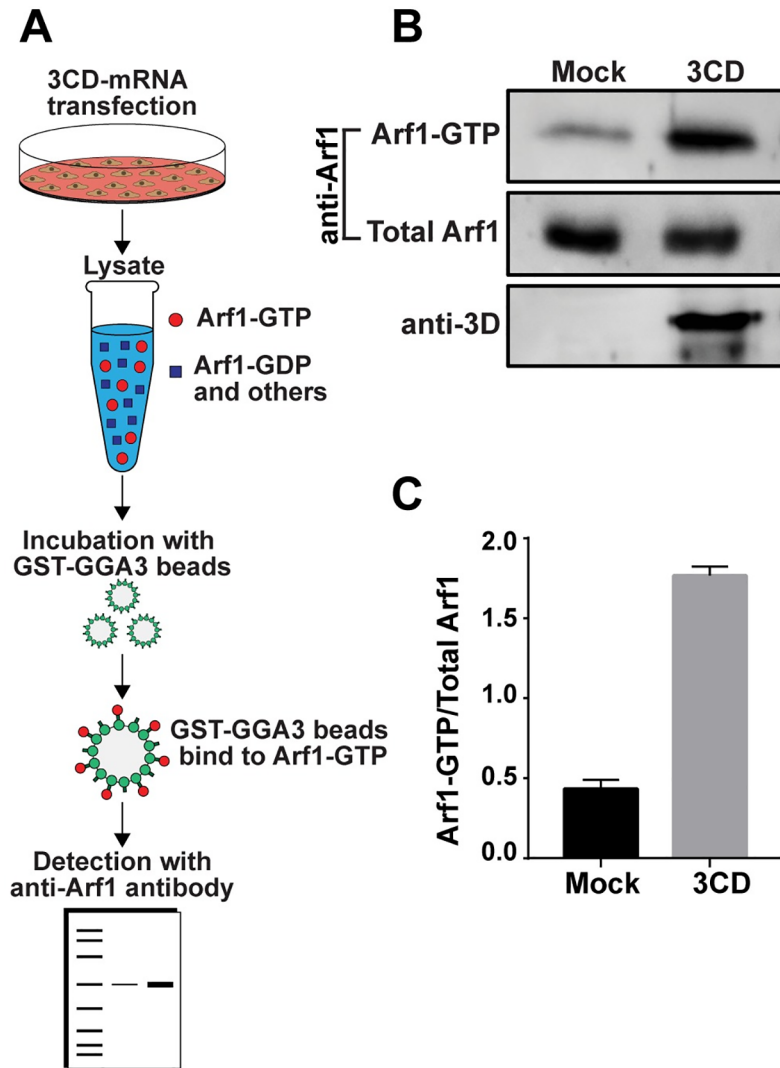 A
3CD-mRNA
transfection
Lysate
Arf1-GTP
Arf1-GDP
and others
Incubation with
GST-GGA3 beads
GST-GGA3 beads
bind to Arf1-GTP
Detection with
anti-Arf1 antibody
B
Mock 3CD
anti-Arf1
Arf1-GTP
Total Arf1
anti-3D
C
Arf1-GTP/Total Arf1
2.0
1.5
1.0
0.5
0.0
Mock 3CD